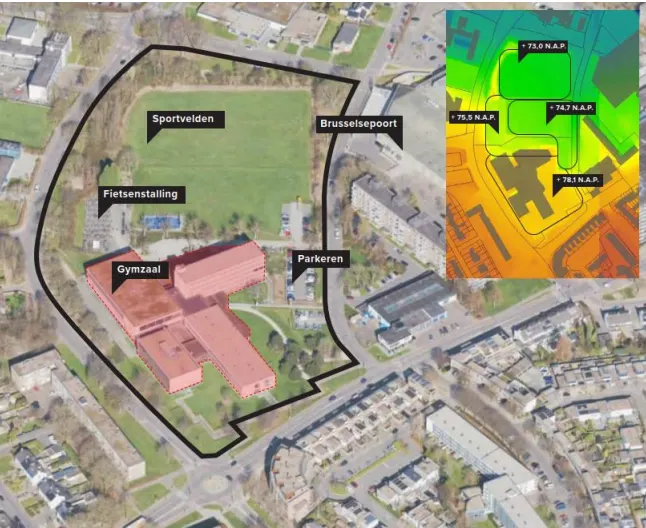 + 73,0 N.A.P.
+ 74,7 N.A.P.
+ 75,5 N.A.P.
+ 78,1 N.A.P.
Sportvelden
Brusselsepoort
Fietsenstalling
Gymzaal
Parkeren